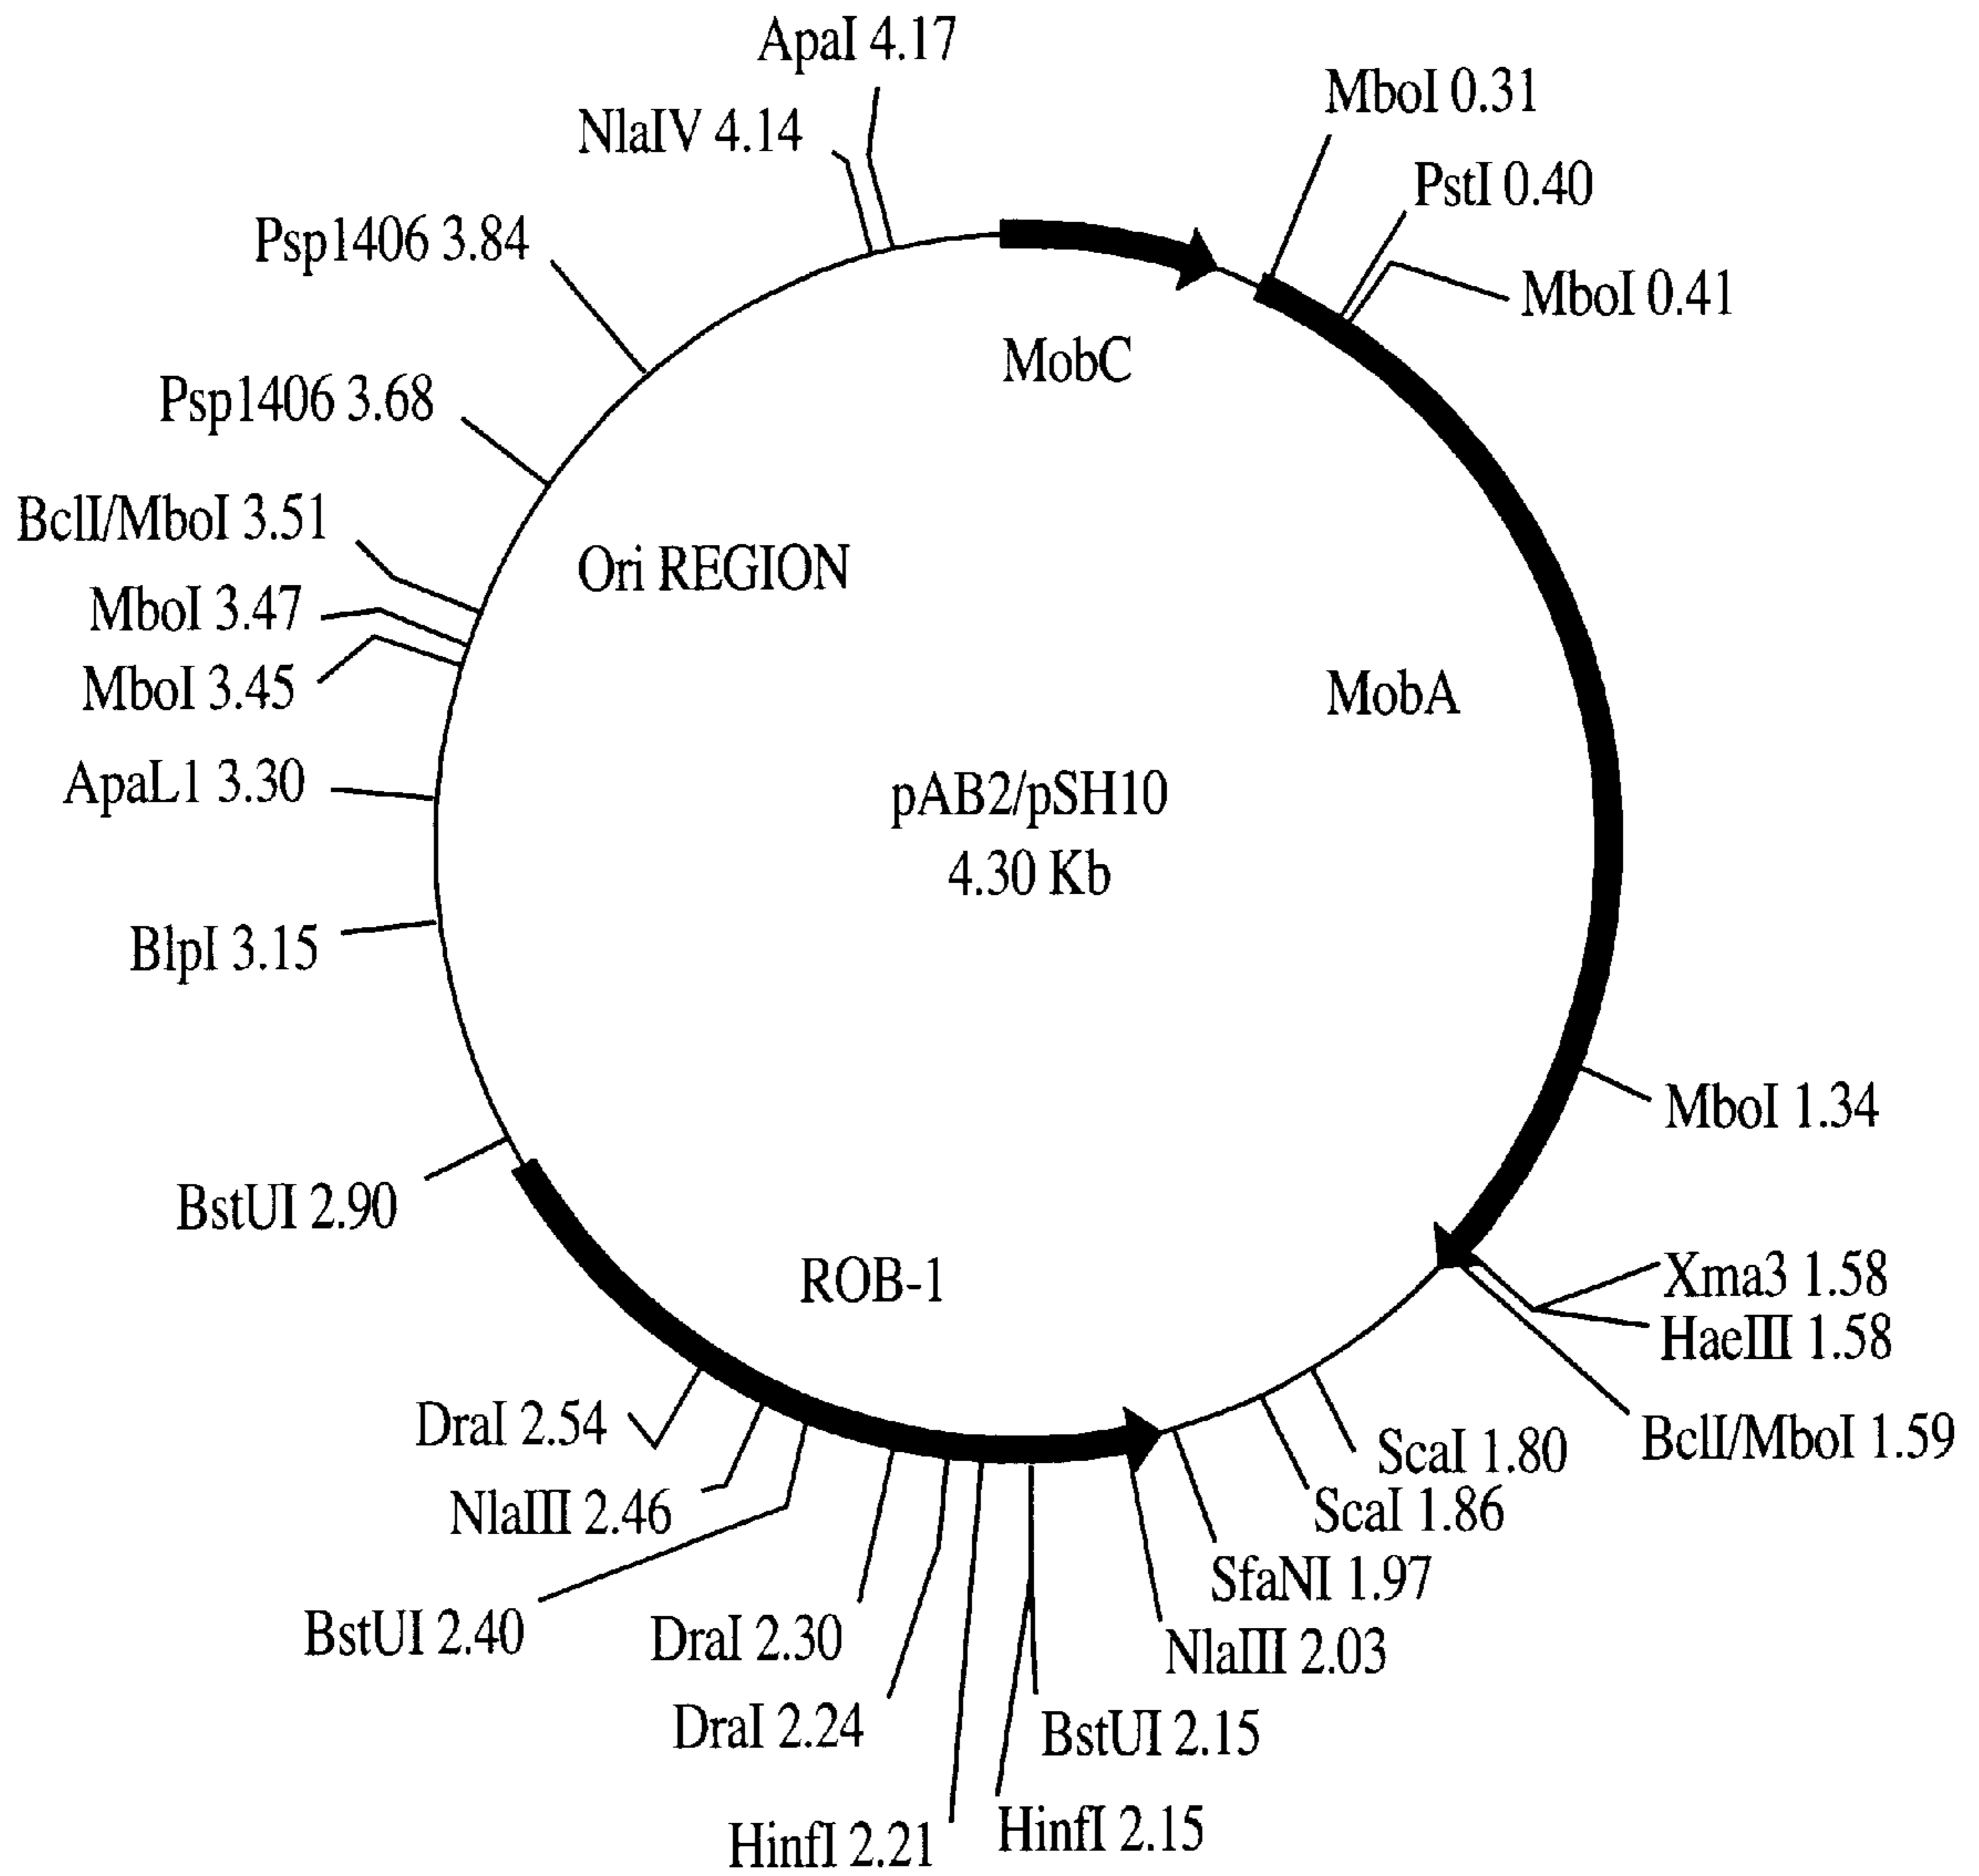 ApaI 4.17
NlaIV 4.14
MboI 0.31
PstI 0.40
MboI 0.41
Psp1406 3.84
Psp1406 3.68
MobC
BclI/MboI 3.51
Ori REGION
MboI 3.47
MboI 3.45
MobA
ApaL1 3.30
pAB2/pSH10
4.30 Kb
BlpI 3.15
MboI 1.34
BstUI 2.90
ROB-1
Xma3 1.58
HaeIII 1.58
BclI/MboI 1.59
DraI 2.54
ScaI 1.80
NlaIII 2.46
ScaI 1.86
SfaNI 1.97
BstUI 2.40
DraI 2.30
NlaIII 2.03
DraI 2.24
BstUI 2.15
HinfI 2.21
HinfI 2.15